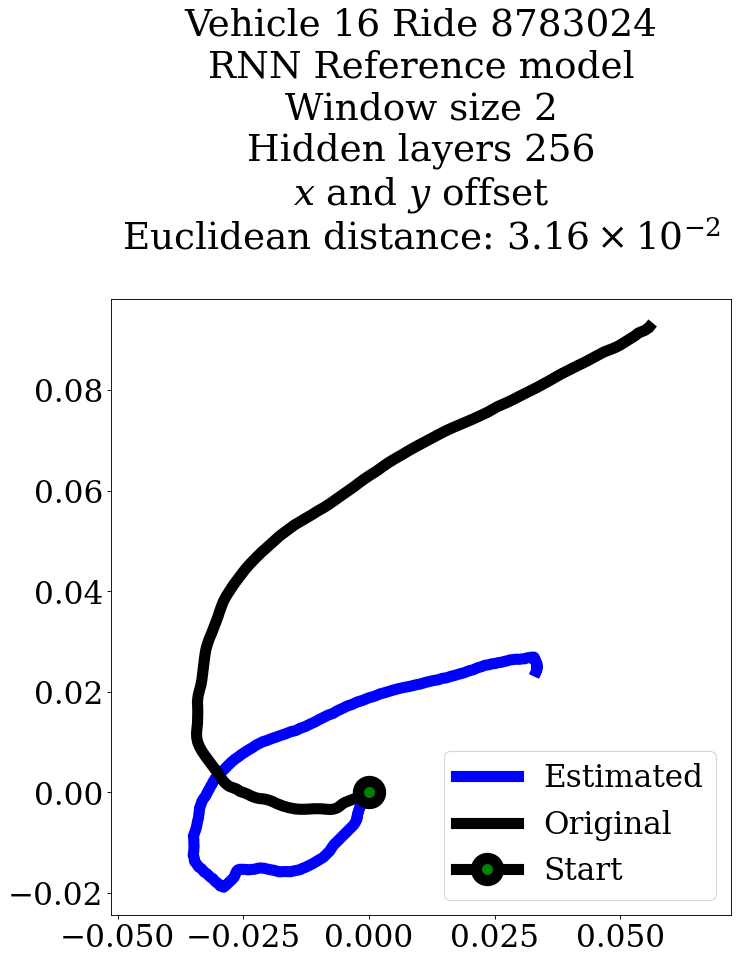 Vehicle 16 Ride 8783024
RNN Reference model
Window size 2
Hidden layers 256
x and y offset
Euclidean distance: 3.16 × 10⁻²
0.08
0.06
0.04
0.02
0.00
−0.02
−0.050 −0.025 0.000 0.025 0.050
Estimated
Original
Start